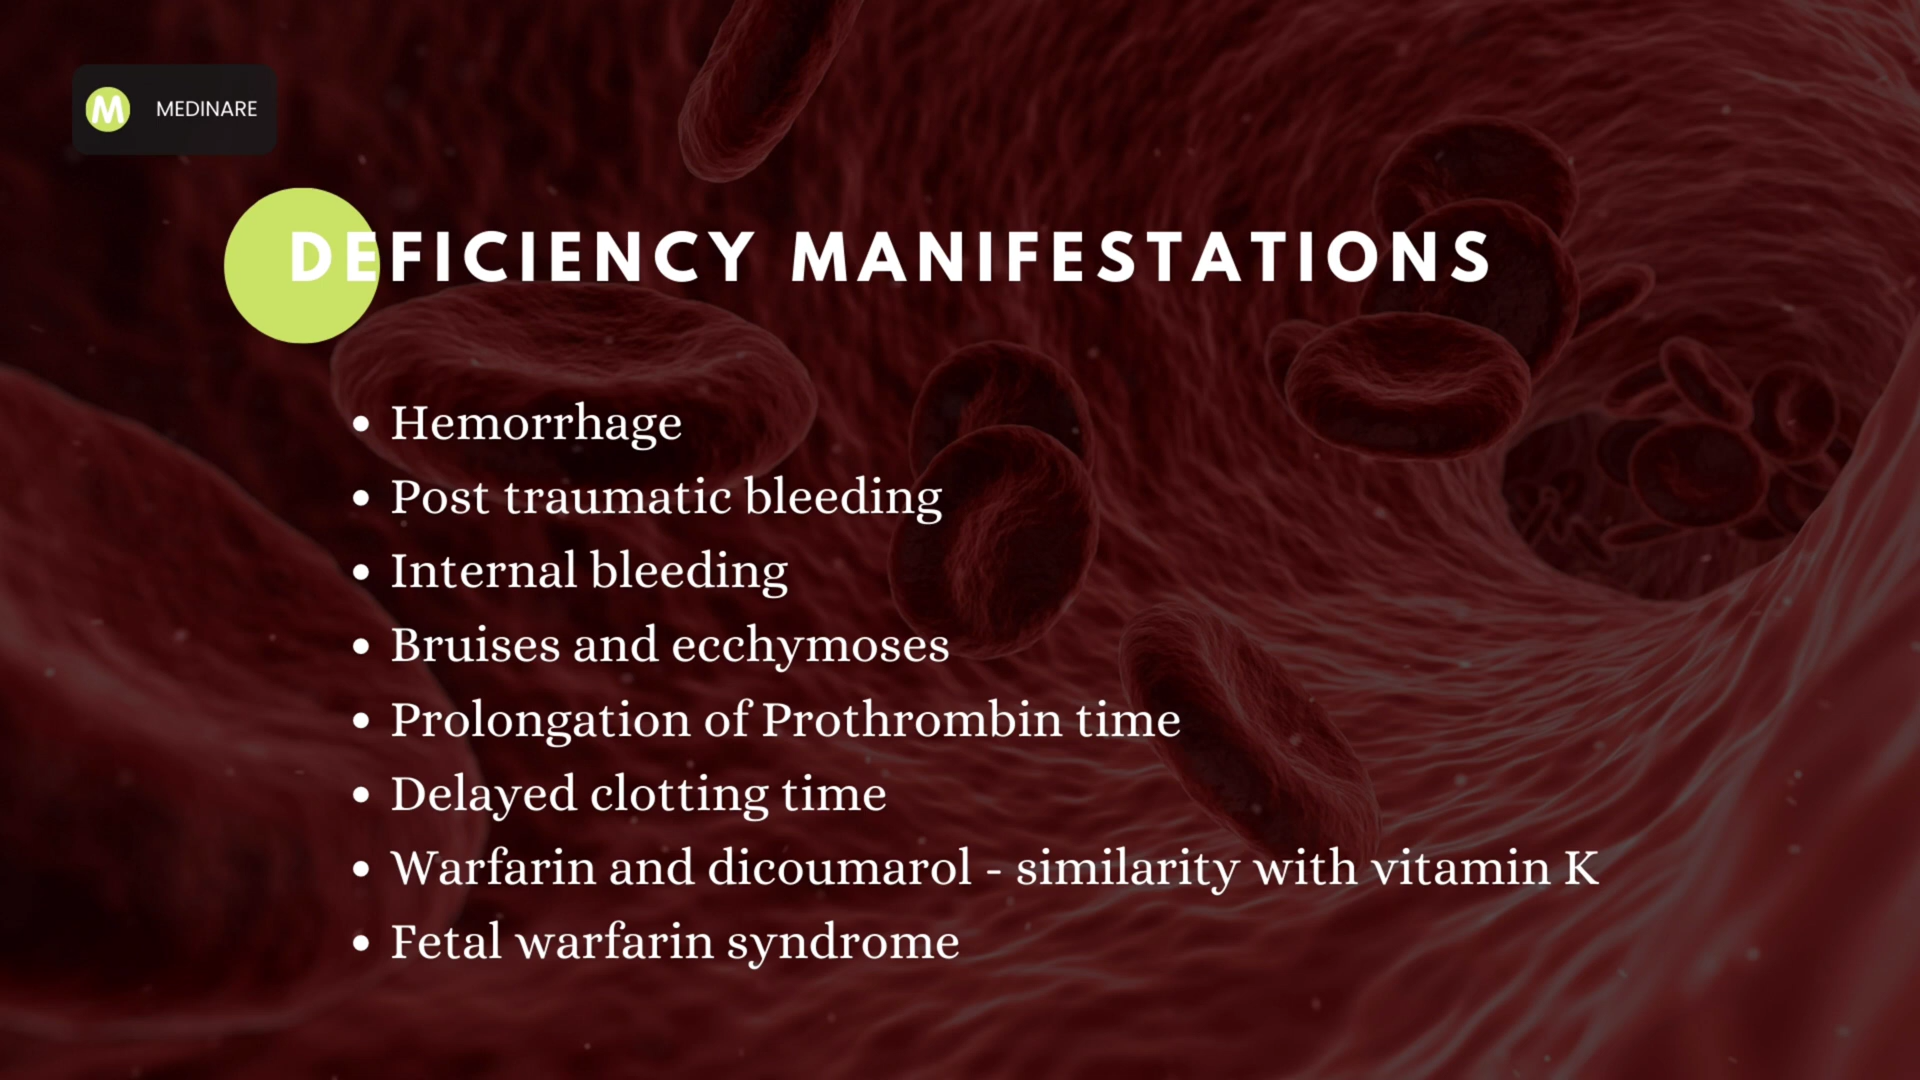 M MEDINARE
DEFICIENCY MANIFESTATIONS
• Hemorrhage
• Post traumatic bleeding
• Internal bleeding
• Bruises and ecchymoses
• Prolongation of Prothrombin time
• Delayed clotting time
• Warfarin and dicoumarol - similarity with vitamin K
• Fetal warfarin syndrome